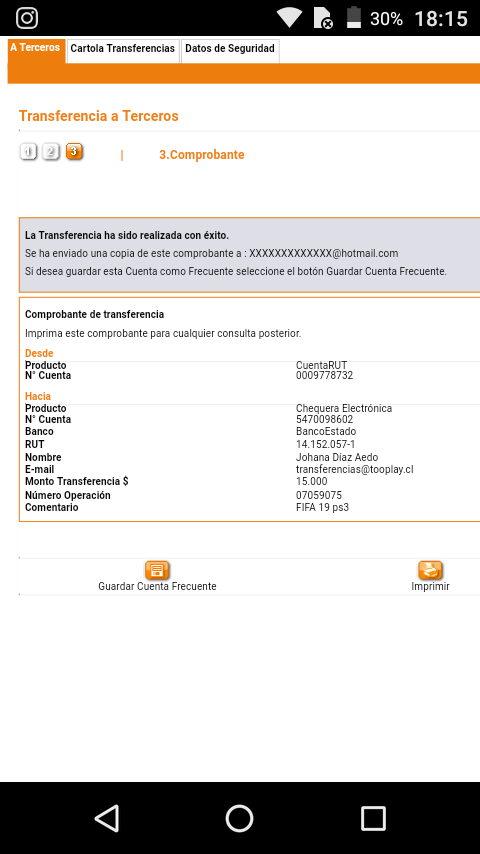 30% 18:15
A Terceros Cartola Transferencias Datos de Seguridad
Transferencia a Terceros
1 2 3 | 3.Comprobante
La Transferencia ha sido realizada con éxito.
Se ha enviado una copia de este comprobante a : XXXXXXXXXXXXX@hotmail.com
Si desea guardar esta Cuenta como Frecuente seleccione el botón Guardar Cuenta Frecuente.
Comprobante de transferencia
Imprima este comprobante para cualquier consulta posterior.
Desde
Producto CuentaRUT
N° Cuenta 0009778732
Hacia
Producto Chequera Electrónica
N° Cuenta 5470098602
Banco BancoEstado
RUT 14.152.057-1
Nombre Johana Díaz Aedo
E-mail transferencias@tooplay.cl
Monto Transferencia $ 15.000
Número Operación 07059075
Comentario FIFA 19 ps3
Guardar Cuenta Frecuente Imprimir